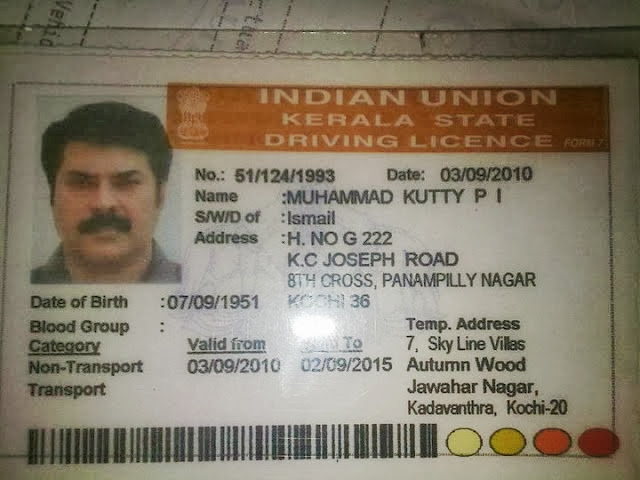 INDIAN UNION
KERALA STATE
DRIVING LICENCE FORM 7
No.: 51/124/1993 Date: 03/09/2010
Name :MUHAMMAD KUTTY P I
S/W/D of :Ismail
Address :H. NO G 222
K.C JOSEPH ROAD
8TH CROSS, PANAMPILLY NAGAR
Date of Birth :07/09/1951 KOCHI 36
Blood Group : Temp. Address
Category Valid from To 7, Sky Line Villas
Non-Transport 03/09/2010 02/09/2015 Autumn Wood
Transport Jawahar Nagar,
Kadavanthra, Kochi-20